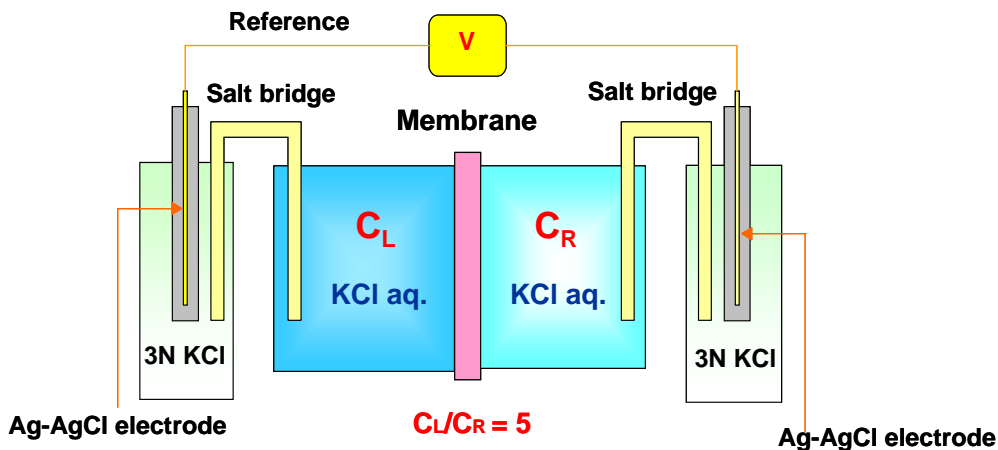 Reference
V
Salt bridge
Salt bridge
Membrane
CL
CR
KCl aq.
KCl aq.
3N KCl
3N KCl
Ag-AgCl electrode
CL/CR = 5
Ag-AgCl electrode